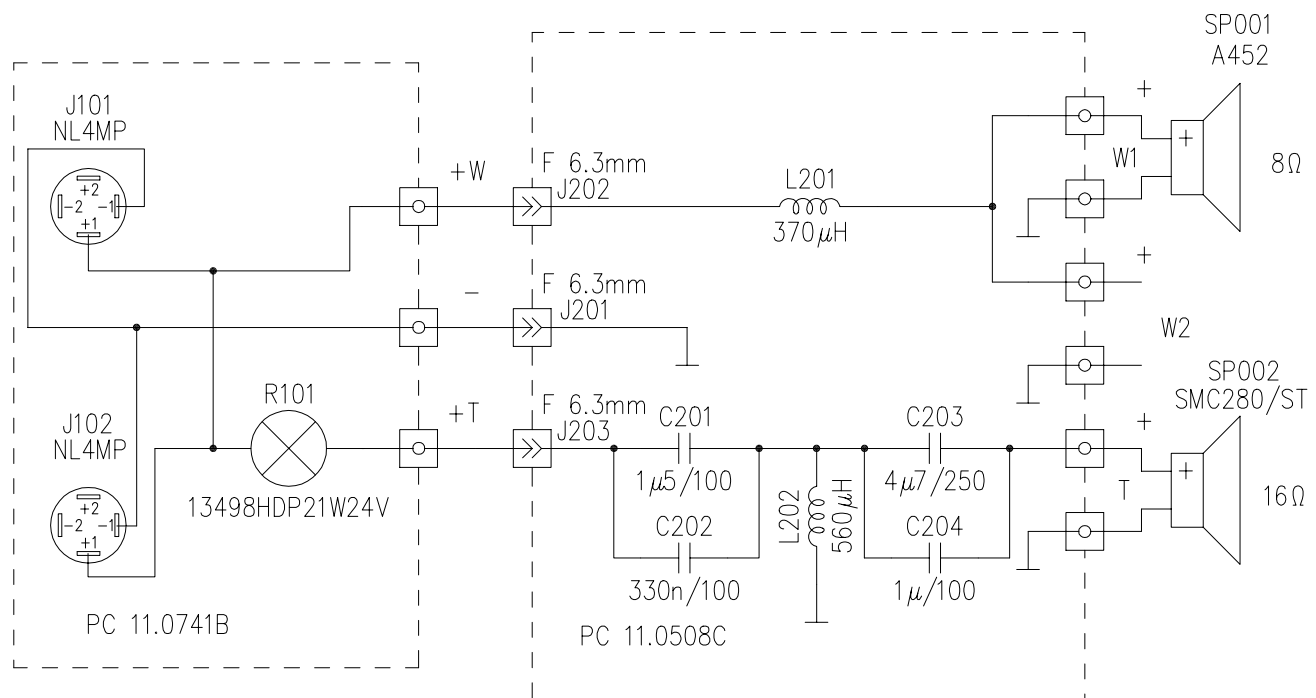 SP001
A452
J101
NL4MP
+2
-2 -1
+1
+W
F 6.3mm
J202
L201
370μH
+
W1
+
8Ω
-
F 6.3mm
J201
+
W2
R101
13498HDP21W24V
+T
F 6.3mm
J203
C201
1μ5/100
C202
330n/100
L202
560μH
C203
4μ7/250
C204
1μ/100
SP002
SMC280/ST
+
T
+
16Ω
J102
NL4MP
+2
-2 -1
+1
PC 11.0741B
PC 11.0508C